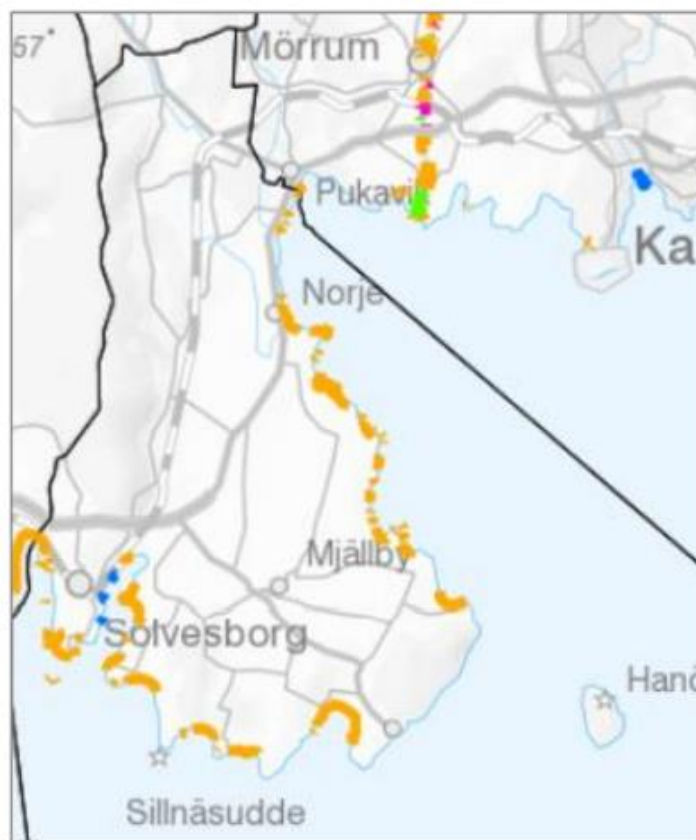 57°
Mörrum
Pukavi
Ka
Norje
Mjällby
Sölvesborg
Hanö
Sillnäsudde